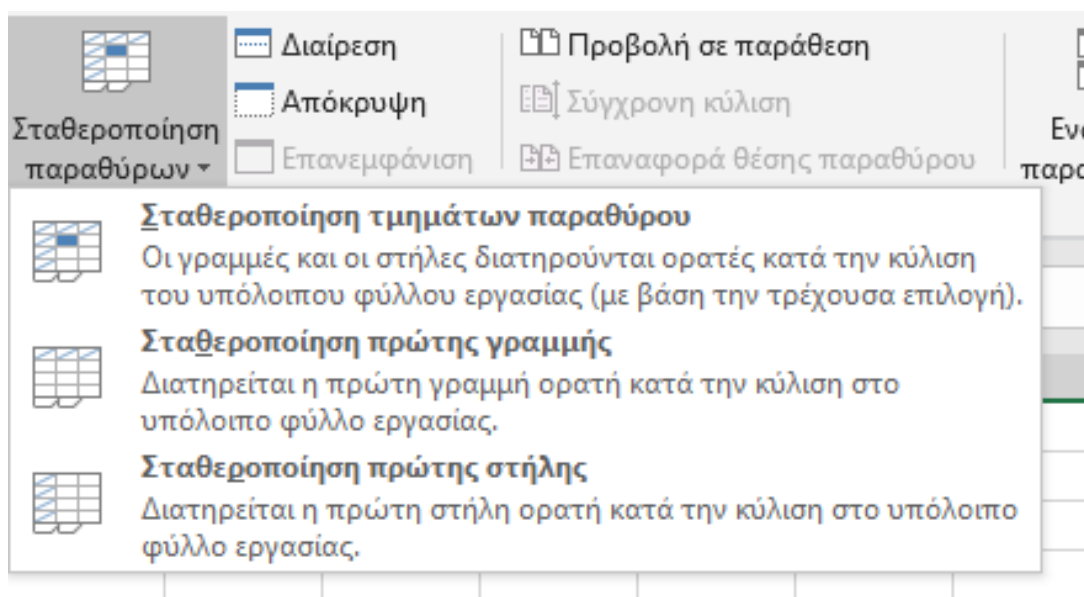 Σταθεροποίηση
παραθύρων
Διαίρεση
Απόκρυψη
Επανεμφάνιση
Προβολή σε παράθεση
Σύγχρονη κύλιση
Επαναφορά θέσης παραθύρου
Σταθεροποίηση τμημάτων παραθύρου
Οι γραμμές και οι στήλες διατηρούνται ορατές κατά την κύλιση
του υπόλοιπου φύλλου εργασίας (με βάση την τρέχουσα επιλογή).
Σταθεροποίηση πρώτης γραμμής
Διατηρείται η πρώτη γραμμή ορατή κατά την κύλιση στο
υπόλοιπο φύλλο εργασίας.
Σταθεροποίηση πρώτης στήλης
Διατηρείται η πρώτη στήλη ορατή κατά την κύλιση στο υπόλοιπο
φύλλο εργασίας.